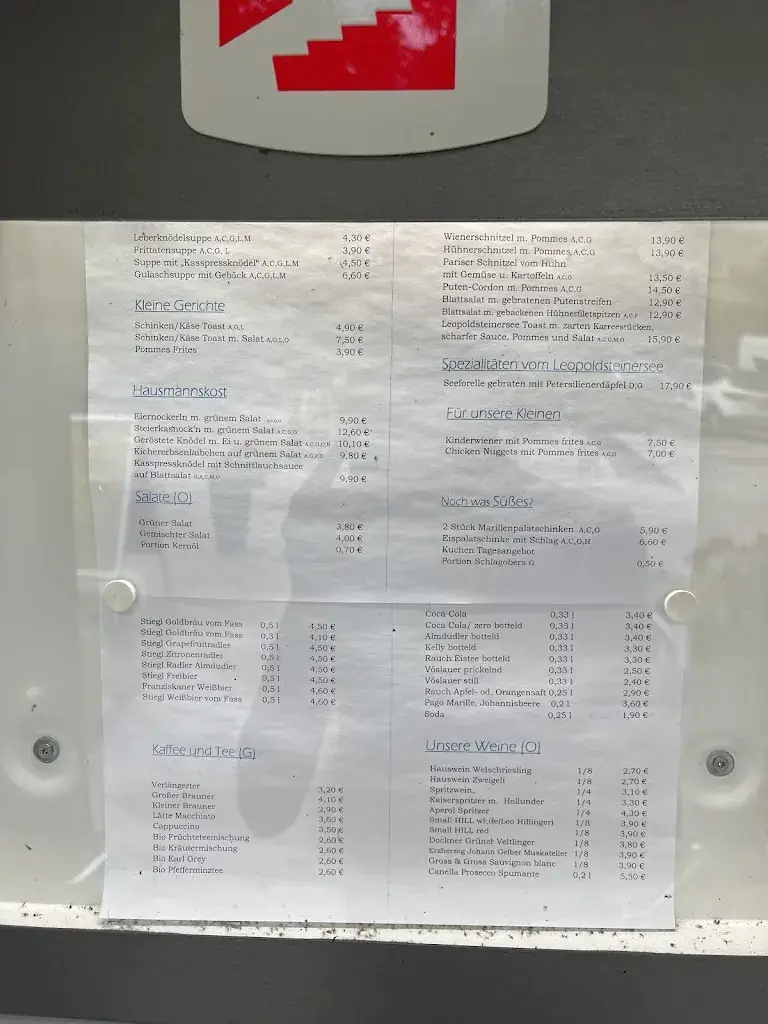 Leberknödelsuppe A,C,G,L,M 4,30 €
Frittatensuppe A,C,G, L 3,90 €
Suppe mit „Kasspressknödel“ A,C,G,L,M 4,50 €
Gulaschsuppe mit Gebäck A,C,G,L,M 6,60 €
Kleine Gerichte
Schinken/Käse Toast A,G,L 4,90 €
Schinken/Käse Toast m. Salat A,G,L,O 7,50 €
Pommes Frites 3,90 €
Hausmannskost
Eiernockerln m. grünem Salat A,C,G,O 9,90 €
Steierkasnock'n m. grünem Salat A,C,G,O 12,60 €
Geröstete Knödel m. Ei u. grünem Salat 10,10 €
Kichererbsenlaibchen auf grünem Salat 9,80 €
Kasspressknödel mit Schnittlauchsauce
auf Blattsalat G,A,C,M,O 9,90 €
Salate (O)
Grüner Salat 3,80 €
Gemischter Salat 4,00 €
Portion Kernöl 0,70 €
Wienerschnitzel m. Pommes A,C,G 13,90 €
Hühnerschnitzel m. Pommes A,C,G 13,90 €
Pariser Schnitzel vom Huhn
mit Gemüse u. Kartoffeln A,C,G 13,50 €
Puten-Cordon m. Pommes A,C,G 14,50 €
Blattsalat m. gebratenen Putenstreifen 12,90 €
Blattsalat m. gebackenen Hühnerfiletspitzen 12,90 €
Leopoldsteinersee Toast m. zarten Karreestücken,
scharfer Sauce, Pommes und Salat A,C,G,M,O 15,90 €
Spezialitäten vom Leopoldsteinersee
Seeforelle gebraten mit Petersilienerdäpfel D,G 17,90 €
Für unsere Kleinen
Kinderwiener mit Pommes frites A,C,G 7,50 €
Chicken Nuggets mit Pommes frites A,C,G 7,00 €
Noch was Süßes?
2 Stück Marillenpalatschinken A,C,G 5,90 €
Eispalatschinke mit Schlag A,C,G,H 6,60 €
Kuchen Tagesangebot
Portion Schlagobers G 0,50 €
Stiegl Goldbräu vom Fass 0,5 l 4,50 €
Stiegl Goldbräu vom Fass 0,3 l 4,10 €
Stiegl Grapefruitradler 0,5 l 4,50 €
Stiegl Zitronenradler 0,5 l 4,50 €
Stiegl Radler Almdudler 0,5 l 4,50 €
Stiegl Freibier 0,5 l 4,50 €
Franziskaner Weißbier 0,5 l 4,60 €
Stiegl Weißbier vom Fass 0,5 l 4,60 €
Kaffee und Tee (G)
Verlängerter 3,20 €
Großer Brauner 4,10 €
Kleiner Brauner 2,90 €
Lätte Macchiato 3,60 €
Cappuccino 3,50 €
Bio Früchteteemischung 2,60 €
Bio Kräutermischung 2,60 €
Bio Earl Grey 2,60 €
Bio Pfefferminztee 2,60 €
Coca Cola 0,33 l 3,40 €
Coca Cola/ zero botteld 0,33 l 3,40 €
Almdudler botteld 0,33 l 3,40 €
Kelly botteld 0,33 l 3,30 €
Rauch Eistee botteld 0,33 l 3,30 €
Vöslauer prickelnd 0,33 l 2,50 €
Vöslauer still 0,33 l 2,40 €
Rauch Apfel- od. Orangensaft 0,25 l 2,90 €
Pago Marille, Johannisbeere 0,2 l 3,60 €
Soda 0,25 l 1,90 €
Unsere Weine (O)
Hauswein Welschriesling 1/8 2,70 €
Hauswein Zweigelt 1/8 2,70 €
Spritzwein, 1/4 3,10 €
Kaiserspritzer m. Hollunder 1/4 3,30 €
Aperol Spritzer 1/4 4,30 €
Small HILL white(Leo Hillinger) 1/8 3,90 €
Small HILL red 1/8 3,90 €
Dockner Grüner Veltlinger 1/8 3,80 €
Erzherzog Johann Gelber Muskateller 1/8 3,90 €
Gross & Gross Sauvignon blanc 1/8 3,90 €
Canella Prosecco Spumante 0,2 l 5,50 €